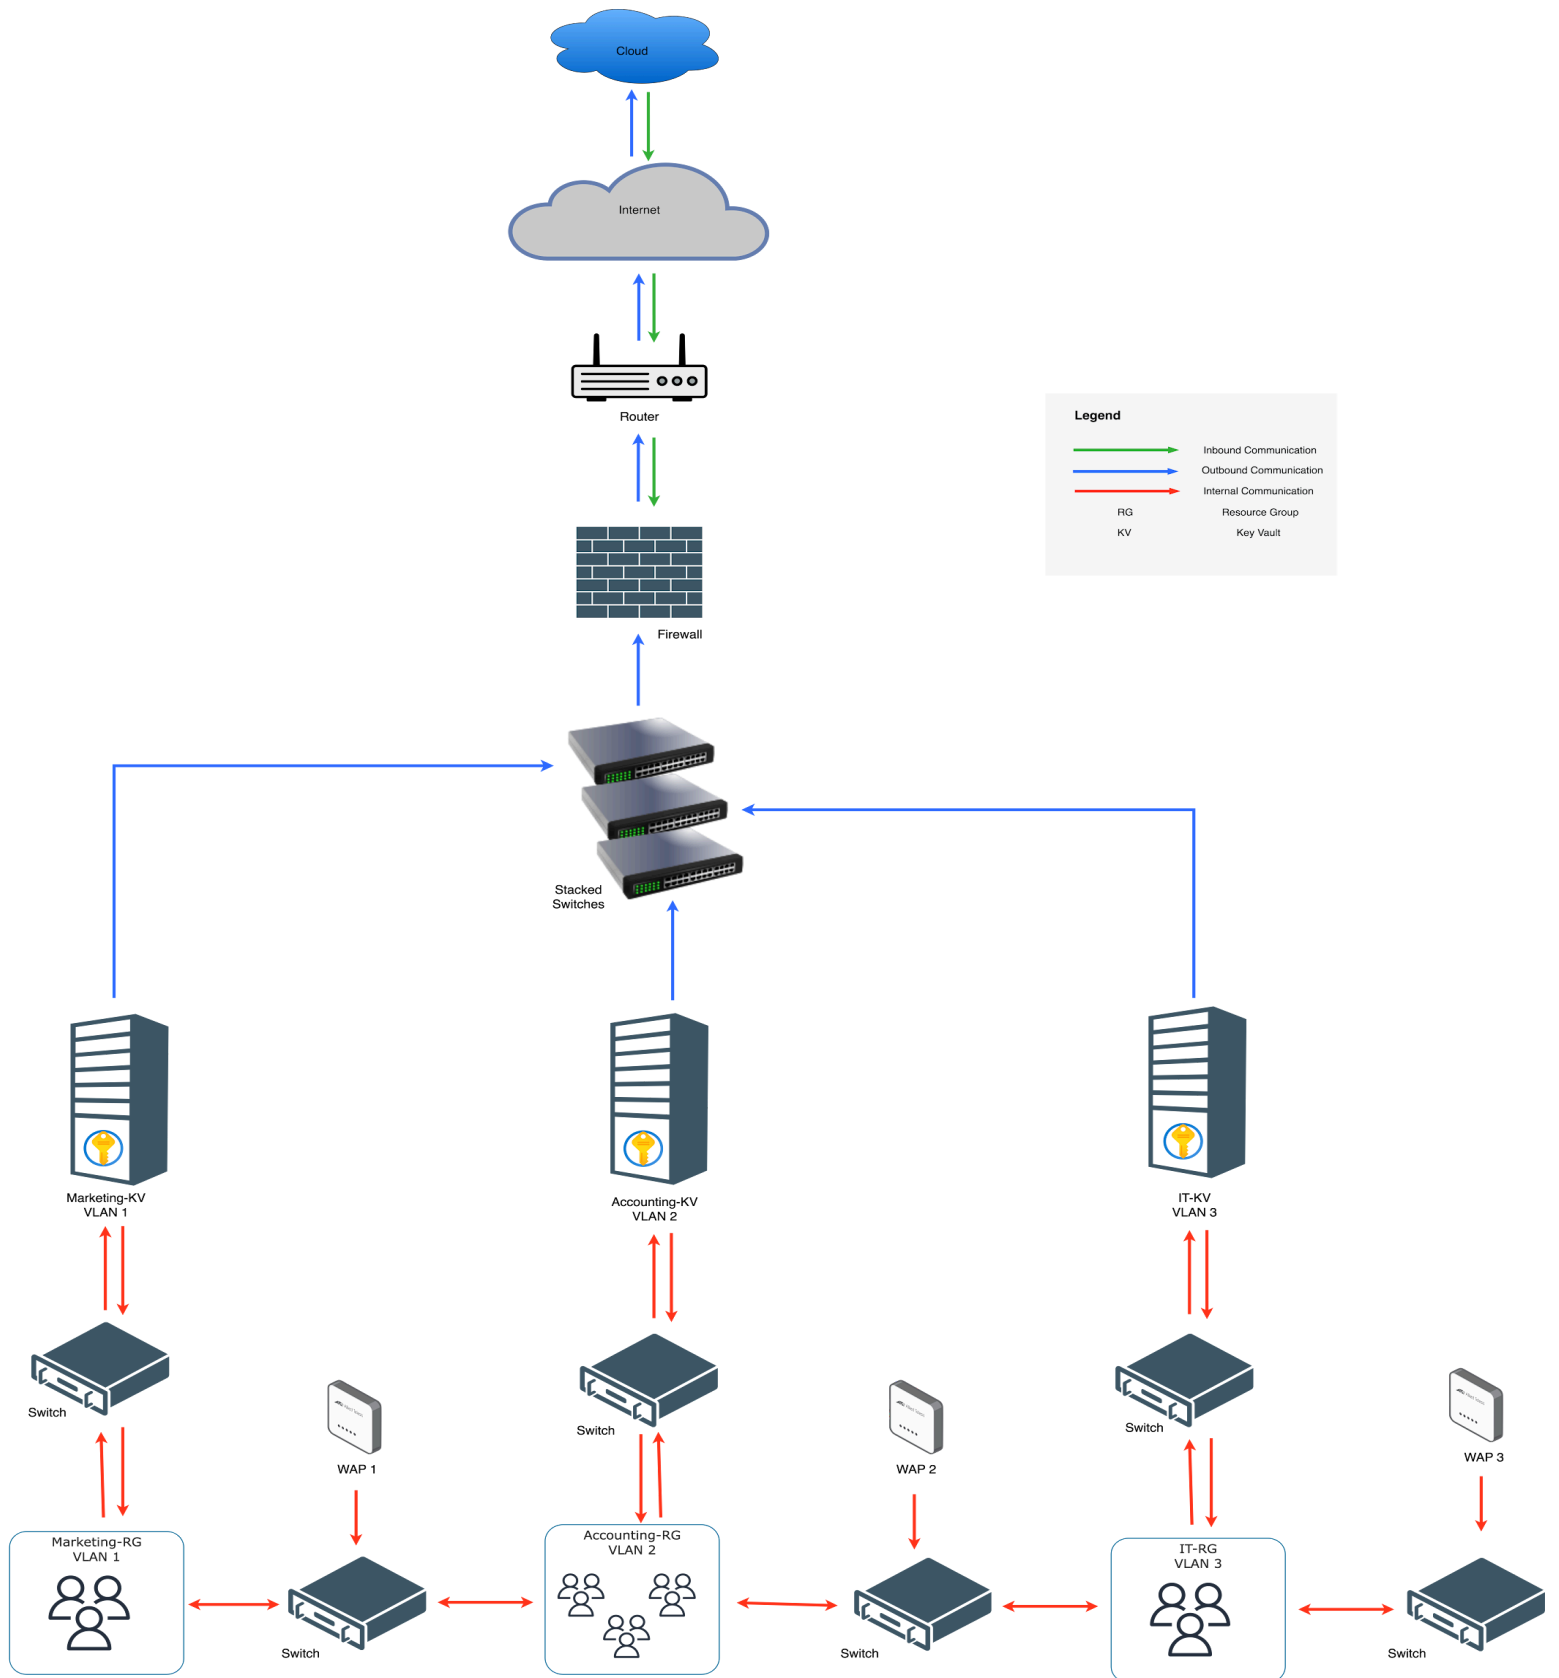 Cloud
Internet
Router
Legend
Inbound Communication
Outbound Communication
Internal Communication
RG Resource Group
KV Key Vault
Firewall
Stacked
Switches
Marketing-KV
VLAN 1
Accounting-KV
VLAN 2
IT-KV
VLAN 3
Switch
Switch
Switch
WAP 1
WAP 2
WAP 3
Marketing-RG
VLAN 1
Accounting-RG
VLAN 2
IT-RG
VLAN 3
Switch
Switch
Switch